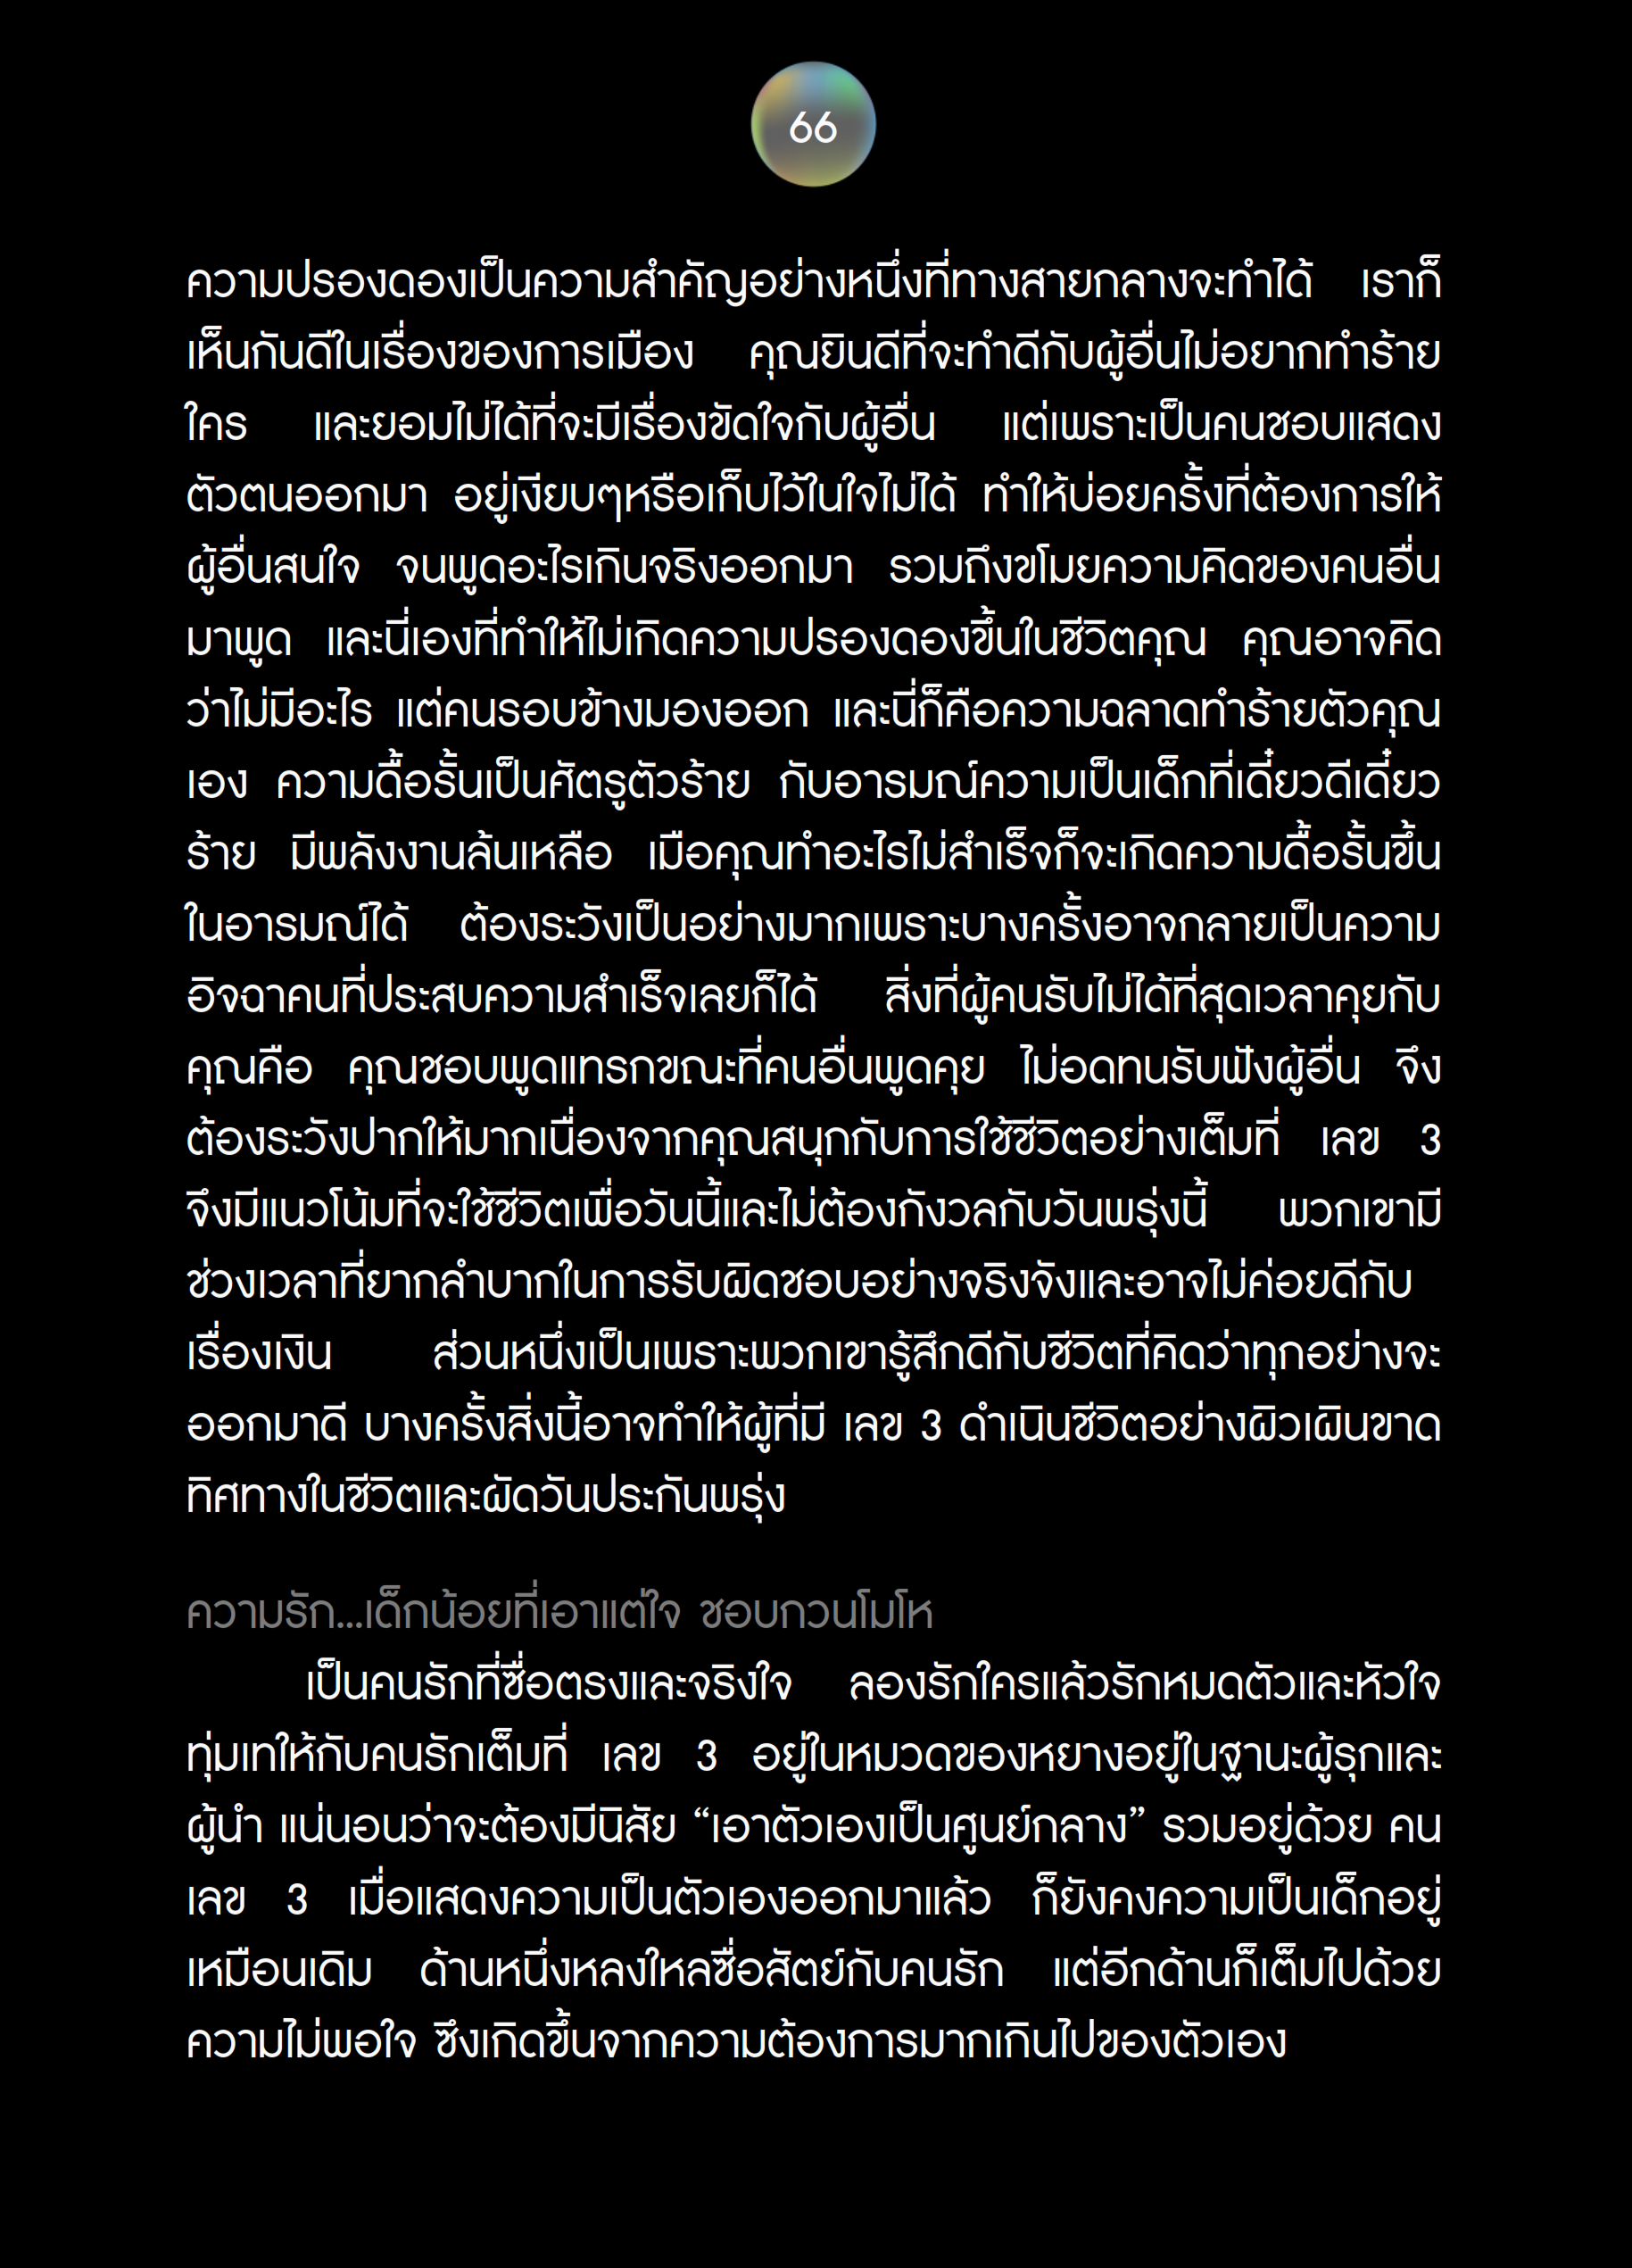 66
ความปรองดองเป็นความสำคัญอย่างหนึ่งที่ทางสายกลางจะทำได้ เราก็
เห็นกันดีในเรื่องของการเมือง คุณยินดีที่จะทำดีกับผู้อื่นไม่อยากทำร้าย
ใคร และยอมไม่ได้ที่จะมีเรื่องขัดใจกับผู้อื่น แต่เพราะเป็นคนชอบแสดง
ตัวตนออกมา อยู่เงียบๆหรือเก็บไว้ในใจไม่ได้ ทำให้บ่อยครั้งที่ต้องการให้
ผู้อื่นสนใจ จนพูดอะไรเกินจริงออกมา รวมถึงขโมยความคิดของคนอื่น
มาพูด และนี่เองที่ทำให้ไม่เกิดความปรองดองขึ้นในชีวิตคุณ คุณอาจคิด
ว่าไม่มีอะไร แต่คนรอบข้างมองออก และนี่ก็คือความฉลาดทำร้ายตัวคุณ
เอง ความดื้อรั้นเป็นศัตรูตัวร้าย กับอารมณ์ความเป็นเด็กที่เดี๋ยวดีเดี๋ยว
ร้าย มีพลังงานล้นเหลือ เมือคุณทำอะไรไม่สำเร็จก็จะเกิดความดื้อรั้นขึ้น
ในอารมณ์ได้ ต้องระวังเป็นอย่างมากเพราะบางครั้งอาจกลายเป็นความ
อิจฉาคนที่ประสบความสำเร็จเลยก็ได้ สิ่งที่ผู้คนรับไม่ได้ที่สุดเวลาคุยกับ
คุณคือ คุณชอบพูดแทรกขณะที่คนอื่นพูดคุย ไม่อดทนรับฟังผู้อื่น จึง
ต้องระวังปากให้มากเนื่องจากคุณสนุกกับการใช้ชีวิตอย่างเต็มที่ เลข 3
จึงมีแนวโน้มที่จะใช้ชีวิตเพื่อวันนี้และไม่ต้องกังวลกับวันพรุ่งนี้ พวกเขามี
ช่วงเวลาที่ยากลำบากในการรับผิดชอบอย่างจริงจังและอาจไม่ค่อยดีกับ
เรื่องเงิน ส่วนหนึ่งเป็นเพราะพวกเขารู้สึกดีกับชีวิตที่คิดว่าทุกอย่างจะ
ออกมาดี บางครั้งสิ่งนี้อาจทำให้ผู้ที่มี เลข 3 ดำเนินชีวิตอย่างผิวเผินขาด
ทิศทางในชีวิตและผัดวันประกันพรุ่ง
ความรัก...เด็กน้อยที่เอาแต่ใจ ชอบกวนโมโห
เป็นคนรักที่ซื่อตรงและจริงใจ ลองรักใครแล้วรักหมดตัวและหัวใจ
ทุ่มเทให้กับคนรักเต็มที่ เลข 3 อยู่ในหมวดของหยางอยู่ในฐานะผู้รุกและ
ผู้นำ แน่นอนว่าจะต้องมีนิสัย “เอาตัวเองเป็นศูนย์กลาง” รวมอยู่ด้วย คน
เลข 3 เมื่อแสดงความเป็นตัวเองออกมาแล้ว ก็ยังคงความเป็นเด็กอยู่
เหมือนเดิม ด้านหนึ่งหลงใหลซื่อสัตย์กับคนรัก แต่อีกด้านก็เต็มไปด้วย
ความไม่พอใจ ซึงเกิดขึ้นจากความต้องการมากเกินไปของตัวเอง